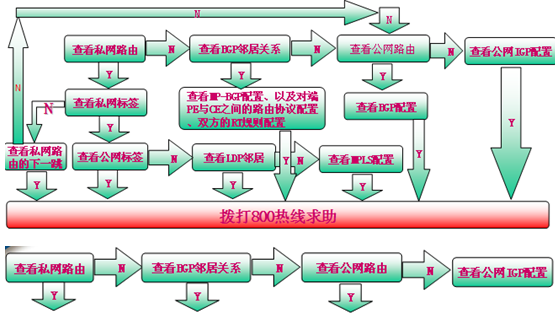 N
N
查看私网路由
N
查看BGP邻居关系
N
查看公网路由
N
查看公网IGP配置
Y
Y
Y
N
查看私网标签
查看MP-BGP配置、以及对端
PE与CE之间的路由协议配置
、双方的RT规则配置
查看BGP配置
N
Y
Y
查看私网路
由的下一跳
查看公网标签
N
查看LDP邻居
Y
N
查看MPLS配置
Y
Y
Y
Y
拨打800热线求助
查看私网路由
N
查看BGP邻居关系
N
查看公网路由
N
查看公网IGP配置
Y
Y
Y